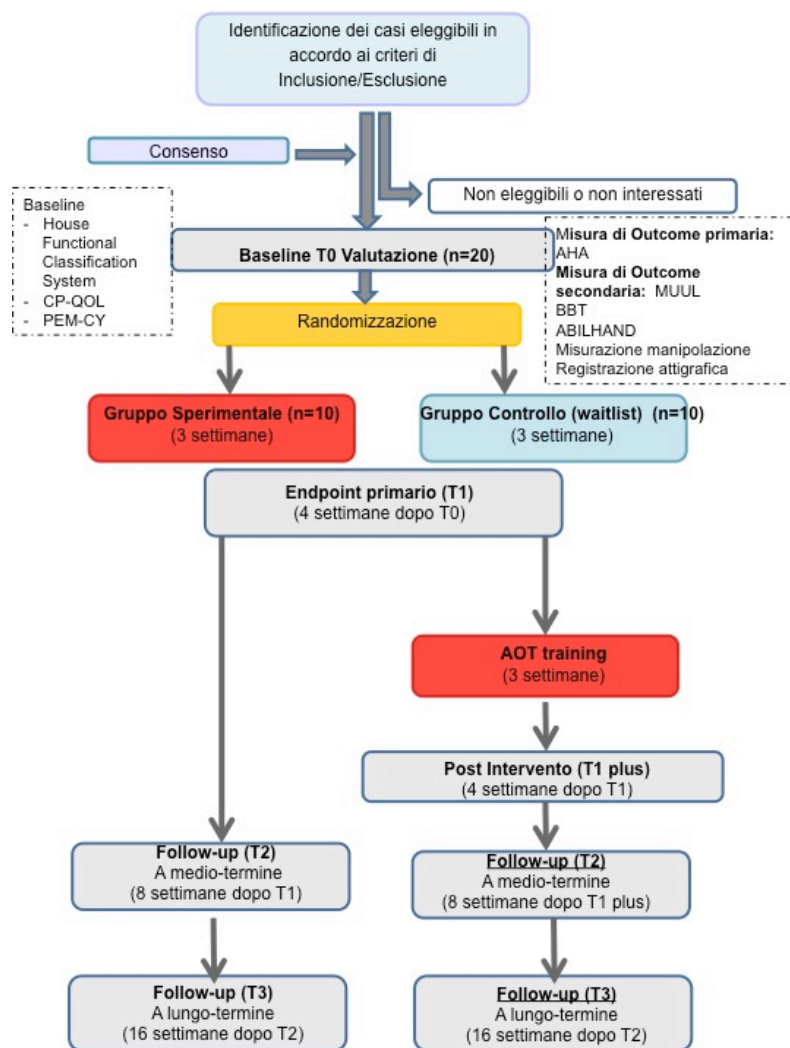 Identificazione dei casi eleggibili in
accordo ai criteri di
Inclusione/Esclusione
Consenso
Non eleggibili o non interessati
Baseline
- House
Functional
Classification
System
- CP-QOL
- PEM-CY
Baseline T0 Valutazione (n=20)
Misura di Outcome primaria:
AHA
Misura di Outcome
secondaria: MUUL
BBT
ABILHAND
Misurazione manipolazione
Registrazione attigrafica
Randomizzazione
Gruppo Sperimentale (n=10)
(3 settimane)
Gruppo Controllo (waitlist) (n=10)
(3 settimane)
Endpoint primario (T1)
(4 settimane dopo T0)
AOT training
(3 settimane)
Post Intervento (T1 plus)
(4 settimane dopo T1)
Follow-up (T2)
A medio-termine
(8 settimane dopo T1)
Follow-up (T2)
A medio-termine
(8 settimane dopo T1 plus)
Follow-up (T3)
A lungo-termine
(16 settimane dopo T2)
Follow-up (T3)
A lungo-termine
(16 settimane dopo T2)